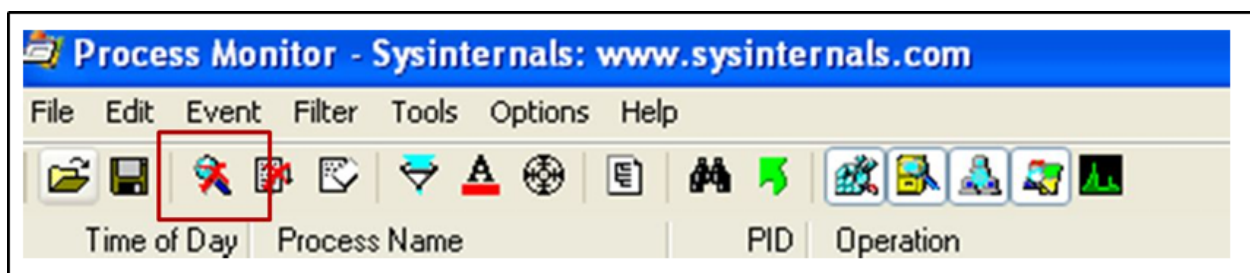 Process Monitor - Sysinternals: www.sysinternals.com
File Edit Event Filter Tools Options Help
A
Time of Day Process Name PID Operation